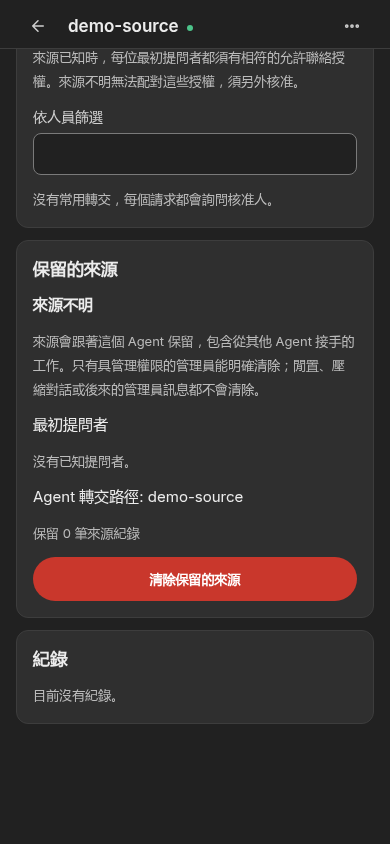 demo-source
來源已知時，每位最初提問者都須有相符的允許聯絡授
權。來源不明無法配對這些授權，須另外核准。
依人員篩選
沒有常用轉交，每個請求都會詢問核准人。
保留的來源
來源不明
來源會跟著這個 Agent 保留，包含從其他 Agent 接手的
工作。只有具管理權限的管理員能明確清除；閒置、壓
縮對話或後來的管理員訊息都不會清除。
最初提問者
沒有已知提問者。
Agent 轉交路徑: demo-source
保留 0 筆來源紀錄
清除保留的來源
紀錄
目前沒有紀錄。